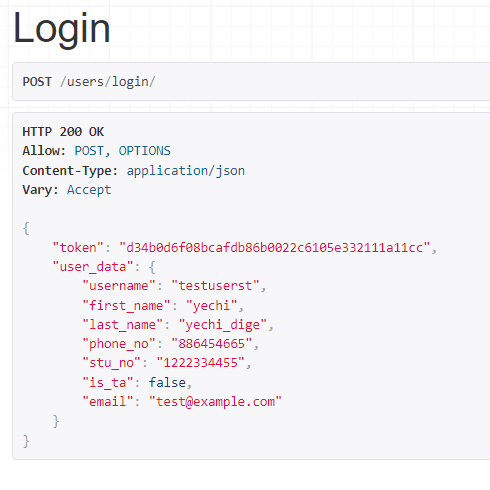 Login
POST /users/login/
HTTP 200 OK
Allow: POST, OPTIONS
Content-Type: application/json
Vary: Accept
{
"token": "d34b0d6f08bcafdb86b0022c6105e332111a11cc",
"user_data": {
"username": "testuserst",
"first_name": "yechi",
"last_name": "yechi_dige",
"phone_no": "886454665",
"stu_no": "1222334455",
"is_ta": false,
"email": "test@example.com"
}
}